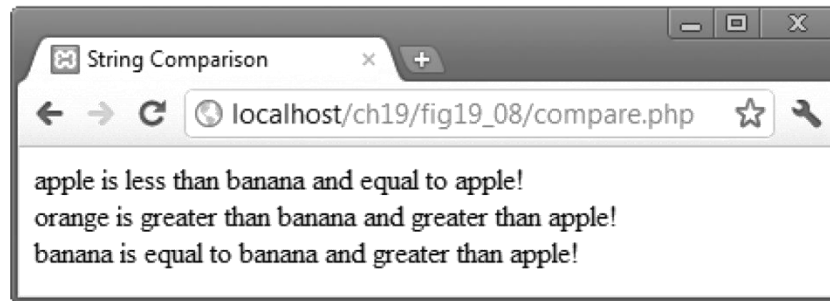 String Comparison
localhost/ch19/fig19_08/compare.php
apple is less than banana and equal to apple!
orange is greater than banana and greater than apple!
banana is equal to banana and greater than apple!